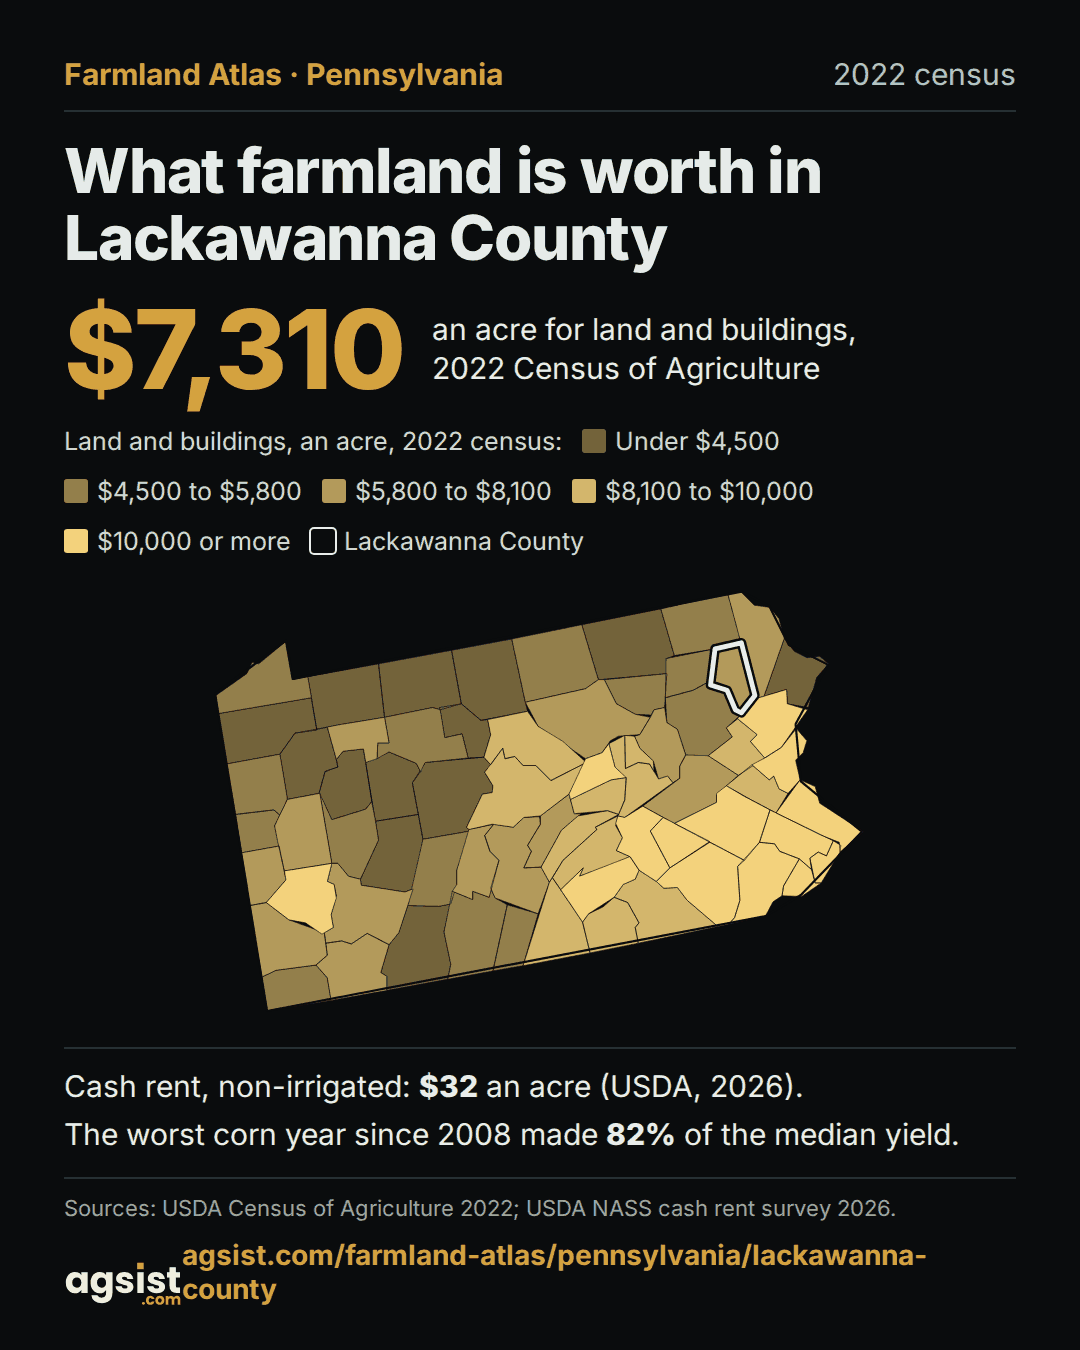 Farmland Atlas · Pennsylvania
2022 census
What farmland is worth in
Lackawanna County
$7,310
an acre for land and buildings,
2022 Census of Agriculture
Land and buildings, an acre, 2022 census:
Under $4,500
$4,500 to $5,800
$5,800 to $8,100
$8,100 to $10,000
$10,000 or more
Lackawanna County
Cash rent, non-irrigated: $32 an acre (USDA, 2026).
The worst corn year since 2008 made 82% of the median yield.
Sources: USDA Census of Agriculture 2022; USDA NASS cash rent survey 2026.
agsist
.com
agsist.com/farmland-atlas/pennsylvania/lackawanna-
county